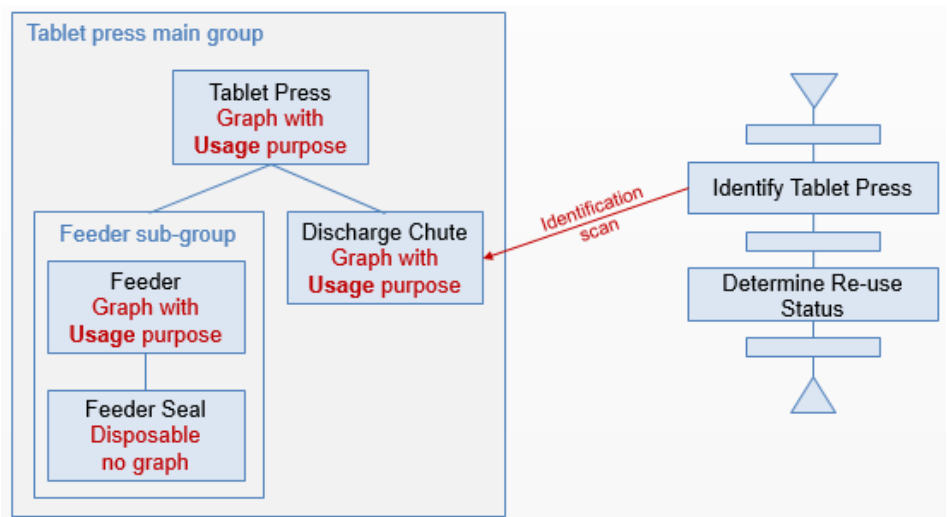 Tablet press main group
Tablet Press
Graph with
Usage purpose
Feeder sub-group
Feeder
Graph with
Usage purpose
Feeder Seal
Disposable
no graph
Discharge Chute
Graph with
Usage purpose
Identification
scan
Identify Tablet Press
Determine Re-use
Status